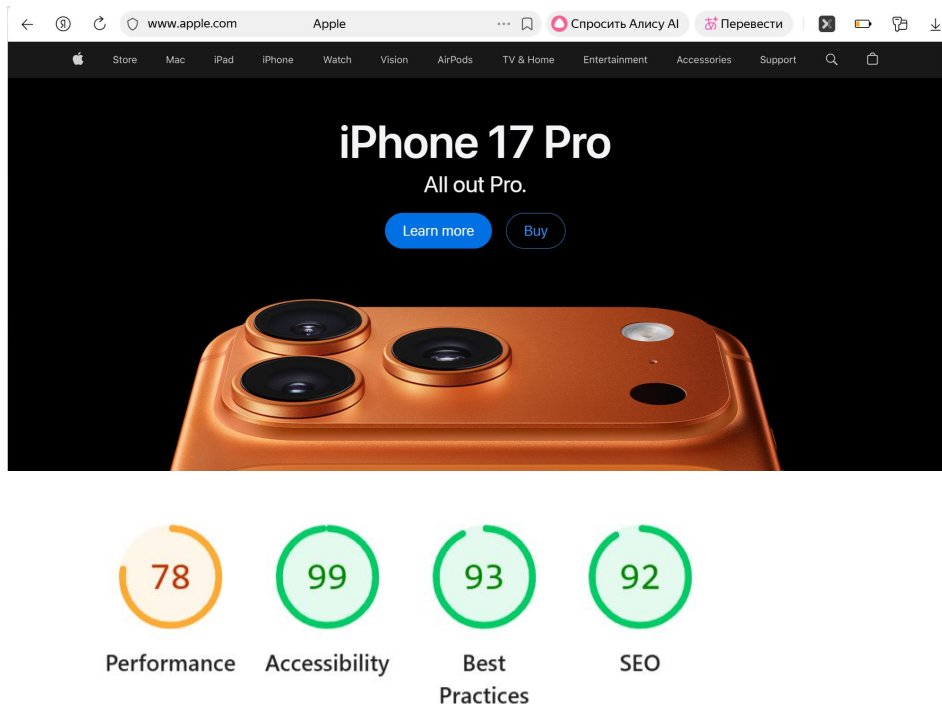 www.apple.com Apple Спросить Алису AI Перевести
Store Mac iPad iPhone Watch Vision AirPods TV & Home Entertainment Accessories Support
iPhone 17 Pro
All out Pro.
Learn more Buy
78 99 93 92
Performance Accessibility Best Practices SEO